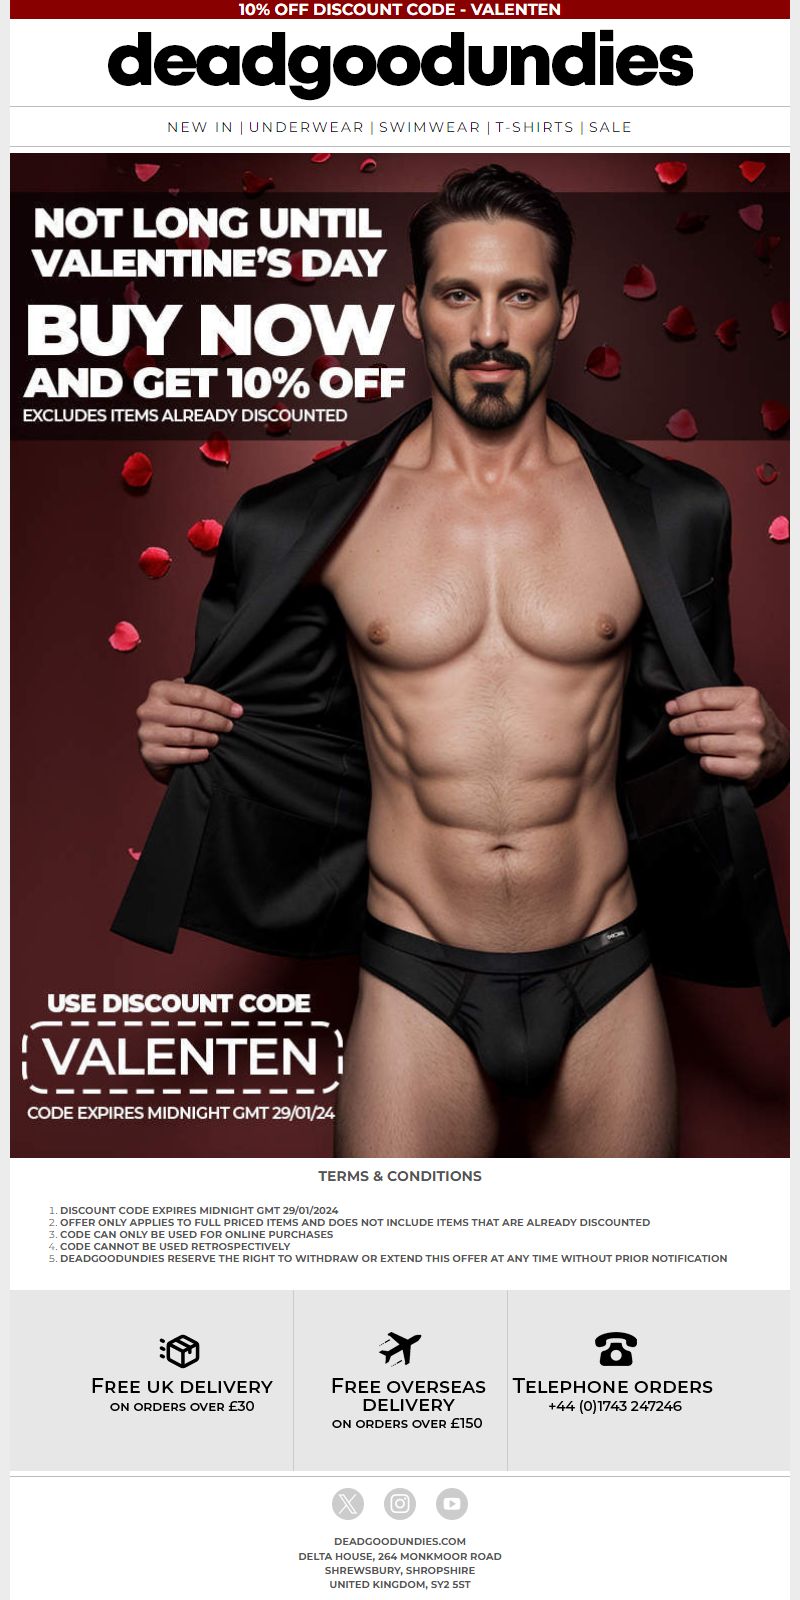 10% OFF DISCOUNT CODE - VALENTEN
deadgoodundies
NEW IN | UNDERWEAR | SWIMWEAR | T-SHIRTS | SALE
NOT LONG UNTIL
VALENTINE'S DAY
BUY NOW
AND GET 10% OFF
EXCLUDES ITEMS ALREADY DISCOUNTED
USE DISCOUNT CODE
VALENTEN
CODE EXPIRES MIDNIGHT GMT 29/01/24
TERMS & CONDITIONS
1. DISCOUNT CODE EXPIRES MIDNIGHT GMT 29/01/2024
2. OFFER ONLY APPLIES TO FULL PRICED ITEMS AND DOES NOT INCLUDE ITEMS THAT ARE ALREADY DISCOUNTED
3. CODE CAN ONLY BE USED FOR ONLINE PURCHASES
4. CODE CANNOT BE USED RETROSPECTIVELY
5. DEADGOODUNDIES RESERVE THE RIGHT TO WITHDRAW OR EXTEND THIS OFFER AT ANY TIME WITHOUT PRIOR NOTIFICATION
FREE UK DELIVERY
ON ORDERS OVER £30
FREE OVERSEAS
DELIVERY
ON ORDERS OVER £150
TELEPHONE ORDERS
+44 (0)1743 247246
DEADGOODUNDIES.COM
DELTA HOUSE, 264 MONKMOOR ROAD
SHREWSBURY, SHROPSHIRE
UNITED KINGDOM, SY2 5ST